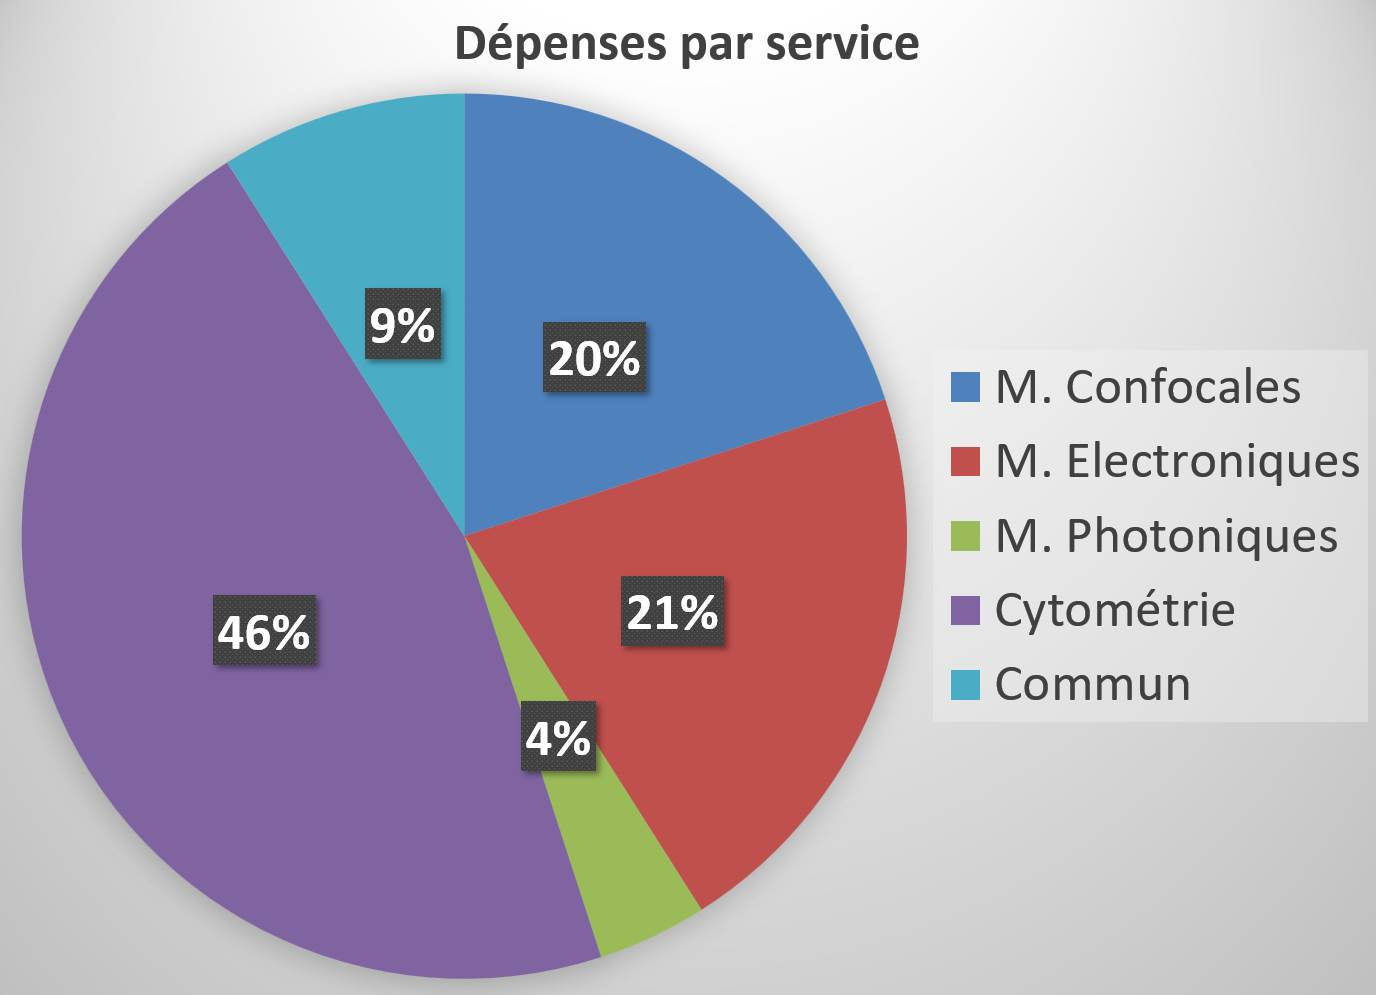 Dépenses par service
9%
20%
46%
21%
4%
M. Confocales
M. Electroniques
M. Photoniques
Cytométrie
Commun